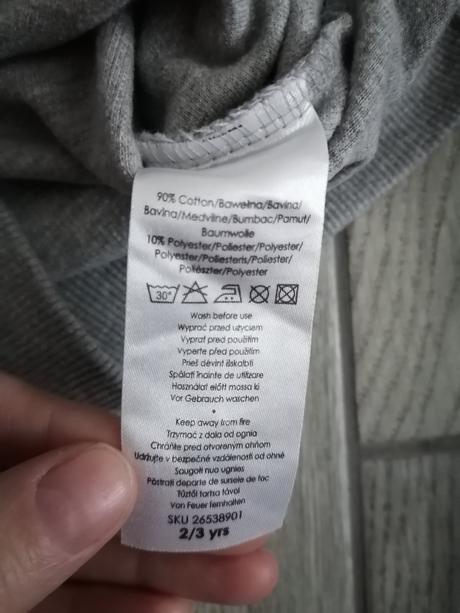 90% Cotton/Bawełna/Bavlna/
Bavlna/Medvilnė/Bumbac/Pamut/
Baumwolle
10% Polyester/Poliester/Polyester/
Polyester/Poliesteris/Poliester/
Poliészter/Polyester
30°
Wash before use
Wyprać przed użyciem
Vyprat pred použitím
Vyperte před použitím
Prieš dėvint išskalbti
Spălați înainte de utilizare
Használat előtt mossa ki
Vor Gebrauch waschen
•
Keep away from fire
Trzymać z dala od ognia
Chráňte pred otvoreným ohňom
Udržujte v bezpečné vzdálenosti od ohně
Saugoti nuo ugnies
Păstrați departe de sursele de foc
Tűztől tartsa távol
Von Feuer fernhalten
SKU 26538901
2/3 yrs